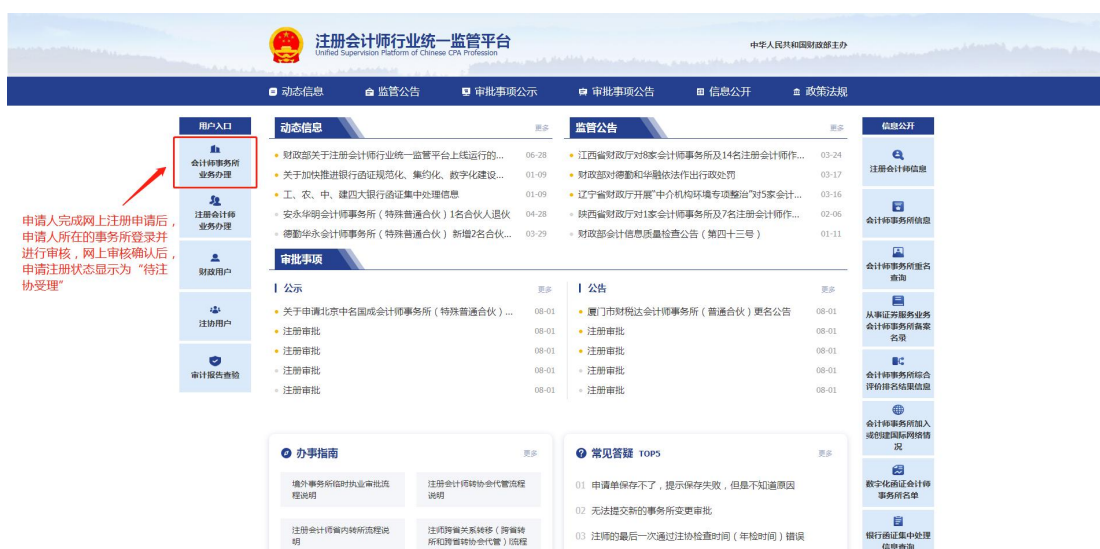 注册会计师行业统一监管平台
Unified Supervision Platform of Chinese CPA Profession
中华人民共和国财政部主办
动态信息
监管公告
审批事项公示
审批事项公告
信息公开
政策法规
用户入口
会计师事务所
业务办理
注册会计师
业务办理
财政用户
注协用户
审计报告查验
申请人完成网上注册申请后，
申请人所在的事务所登录并
进行审核，网上审核确认后，
申请注册状态显示为“待注
协受理”
动态信息
更多
财政部关于注册会计师行业统一监管平台上线运行的... 06-28
关于加快推进银行函证规范化、集约化、数字化建设... 01-09
工、农、中、建四大银行函证集中处理信息 01-09
安永华明会计师事务所（特殊普通合伙）1名合伙人退伙 04-28
德勤华永会计师事务所（特殊普通合伙）新增2名合伙... 03-29
监管公告
更多
江西省财政厅对8家会计师事务所及14名注册会计师作... 03-24
财政部对德勤和华融依法作出行政处罚 03-17
辽宁省财政厅开展“中介机构环境专项整治”对5家会计... 03-16
陕西省财政厅对1家会计师事务所及7名注册会计师作... 02-06
财政部会计信息质量检查公告（第四十三号） 01-11
审批事项
公示
更多
关于申请北京中名国成会计师事务所（特殊普通合伙）... 08-01
注册审批 08-01
注册审批 08-01
注册审批 08-01
注册审批 08-01
公告
更多
厦门市财税达会计师事务所（普通合伙）更名公告 08-01
注册审批 08-01
注册审批 08-01
注册审批 08-01
注册审批 08-01
办事指南
更多
境外事务所临时执业审批流
程说明
注册会计师转协会代管流程
说明
注册会计师省内转所流程说
明
注师跨省关系转移（跨省转
所和跨省转协会代管）流程
常见答疑 TOP5
更多
01 申请单保存不了，提示保存失败，但是不知道原因
02 无法提交新的事务所变更审批
03 注师的最后一次通过注协检查时间（年检时间）错误
信息公开
注册会计师信息
会计师事务所信息
会计师事务所重名
查询
从事证券服务业务
会计师事务所备案
名录
会计师事务所综合
评价排名结果信息
会计师事务所加入
或创建国际网络情
况
数字化函证会计师
事务所名单
银行函证集中处理
信息查询